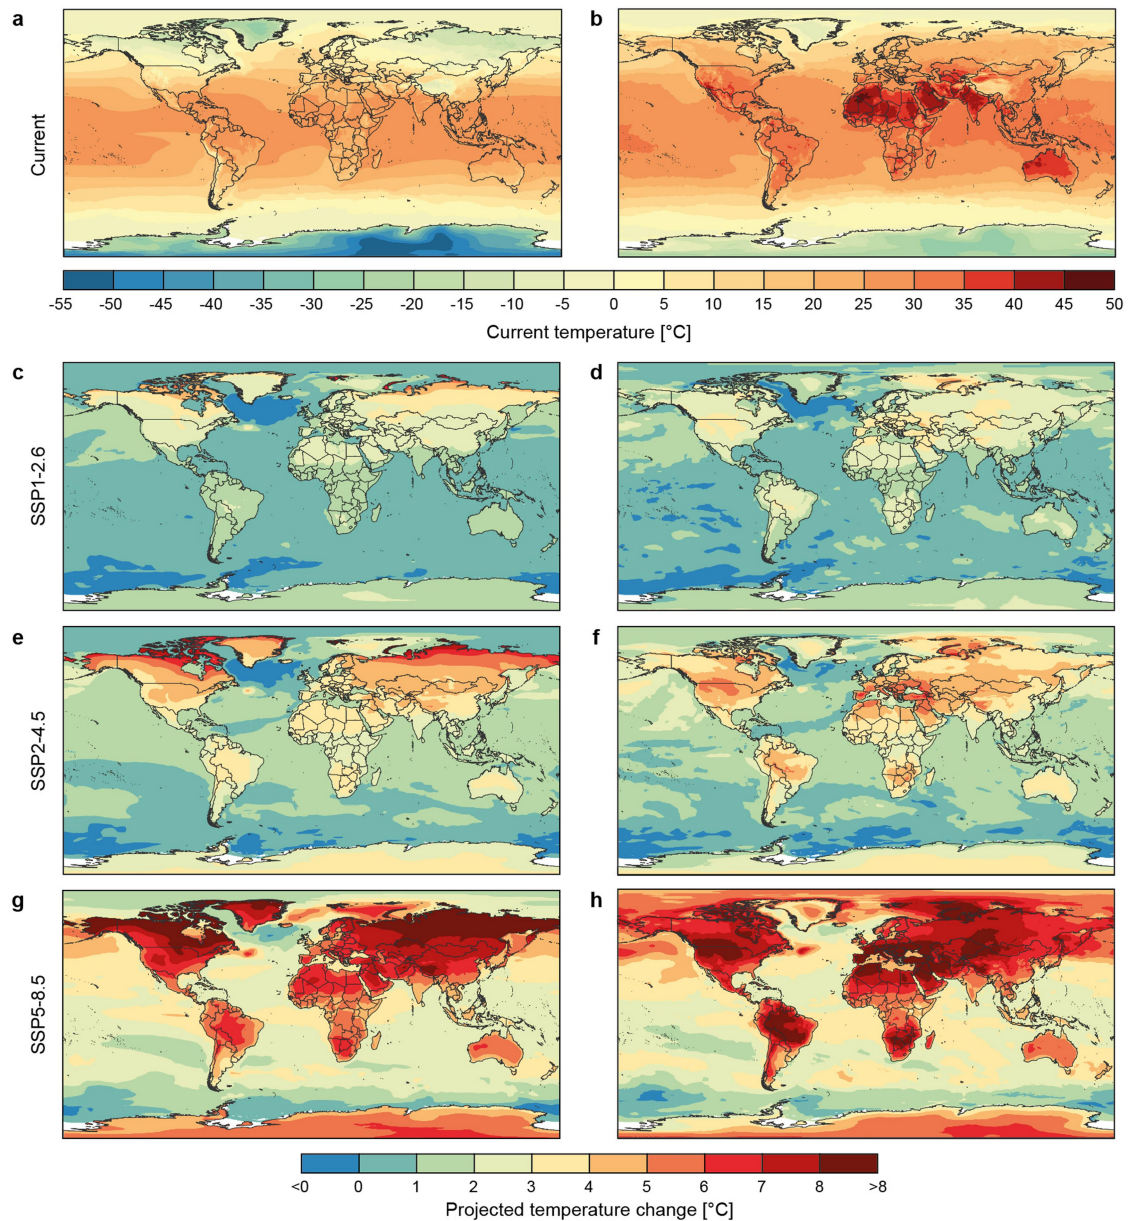 a
b
Current
-55 -50 -45 -40 -35 -30 -25 -20 -15 -10 -5 0 5 10 15 20 25 30 35 40 45 50
Current temperature [°C]
c
d
SSP1-2.6
e
f
SSP2-4.5
g
h
SSP5-8.5
<0 0 1 2 3 4 5 6 7 8 >8
Projected temperature change [°C]